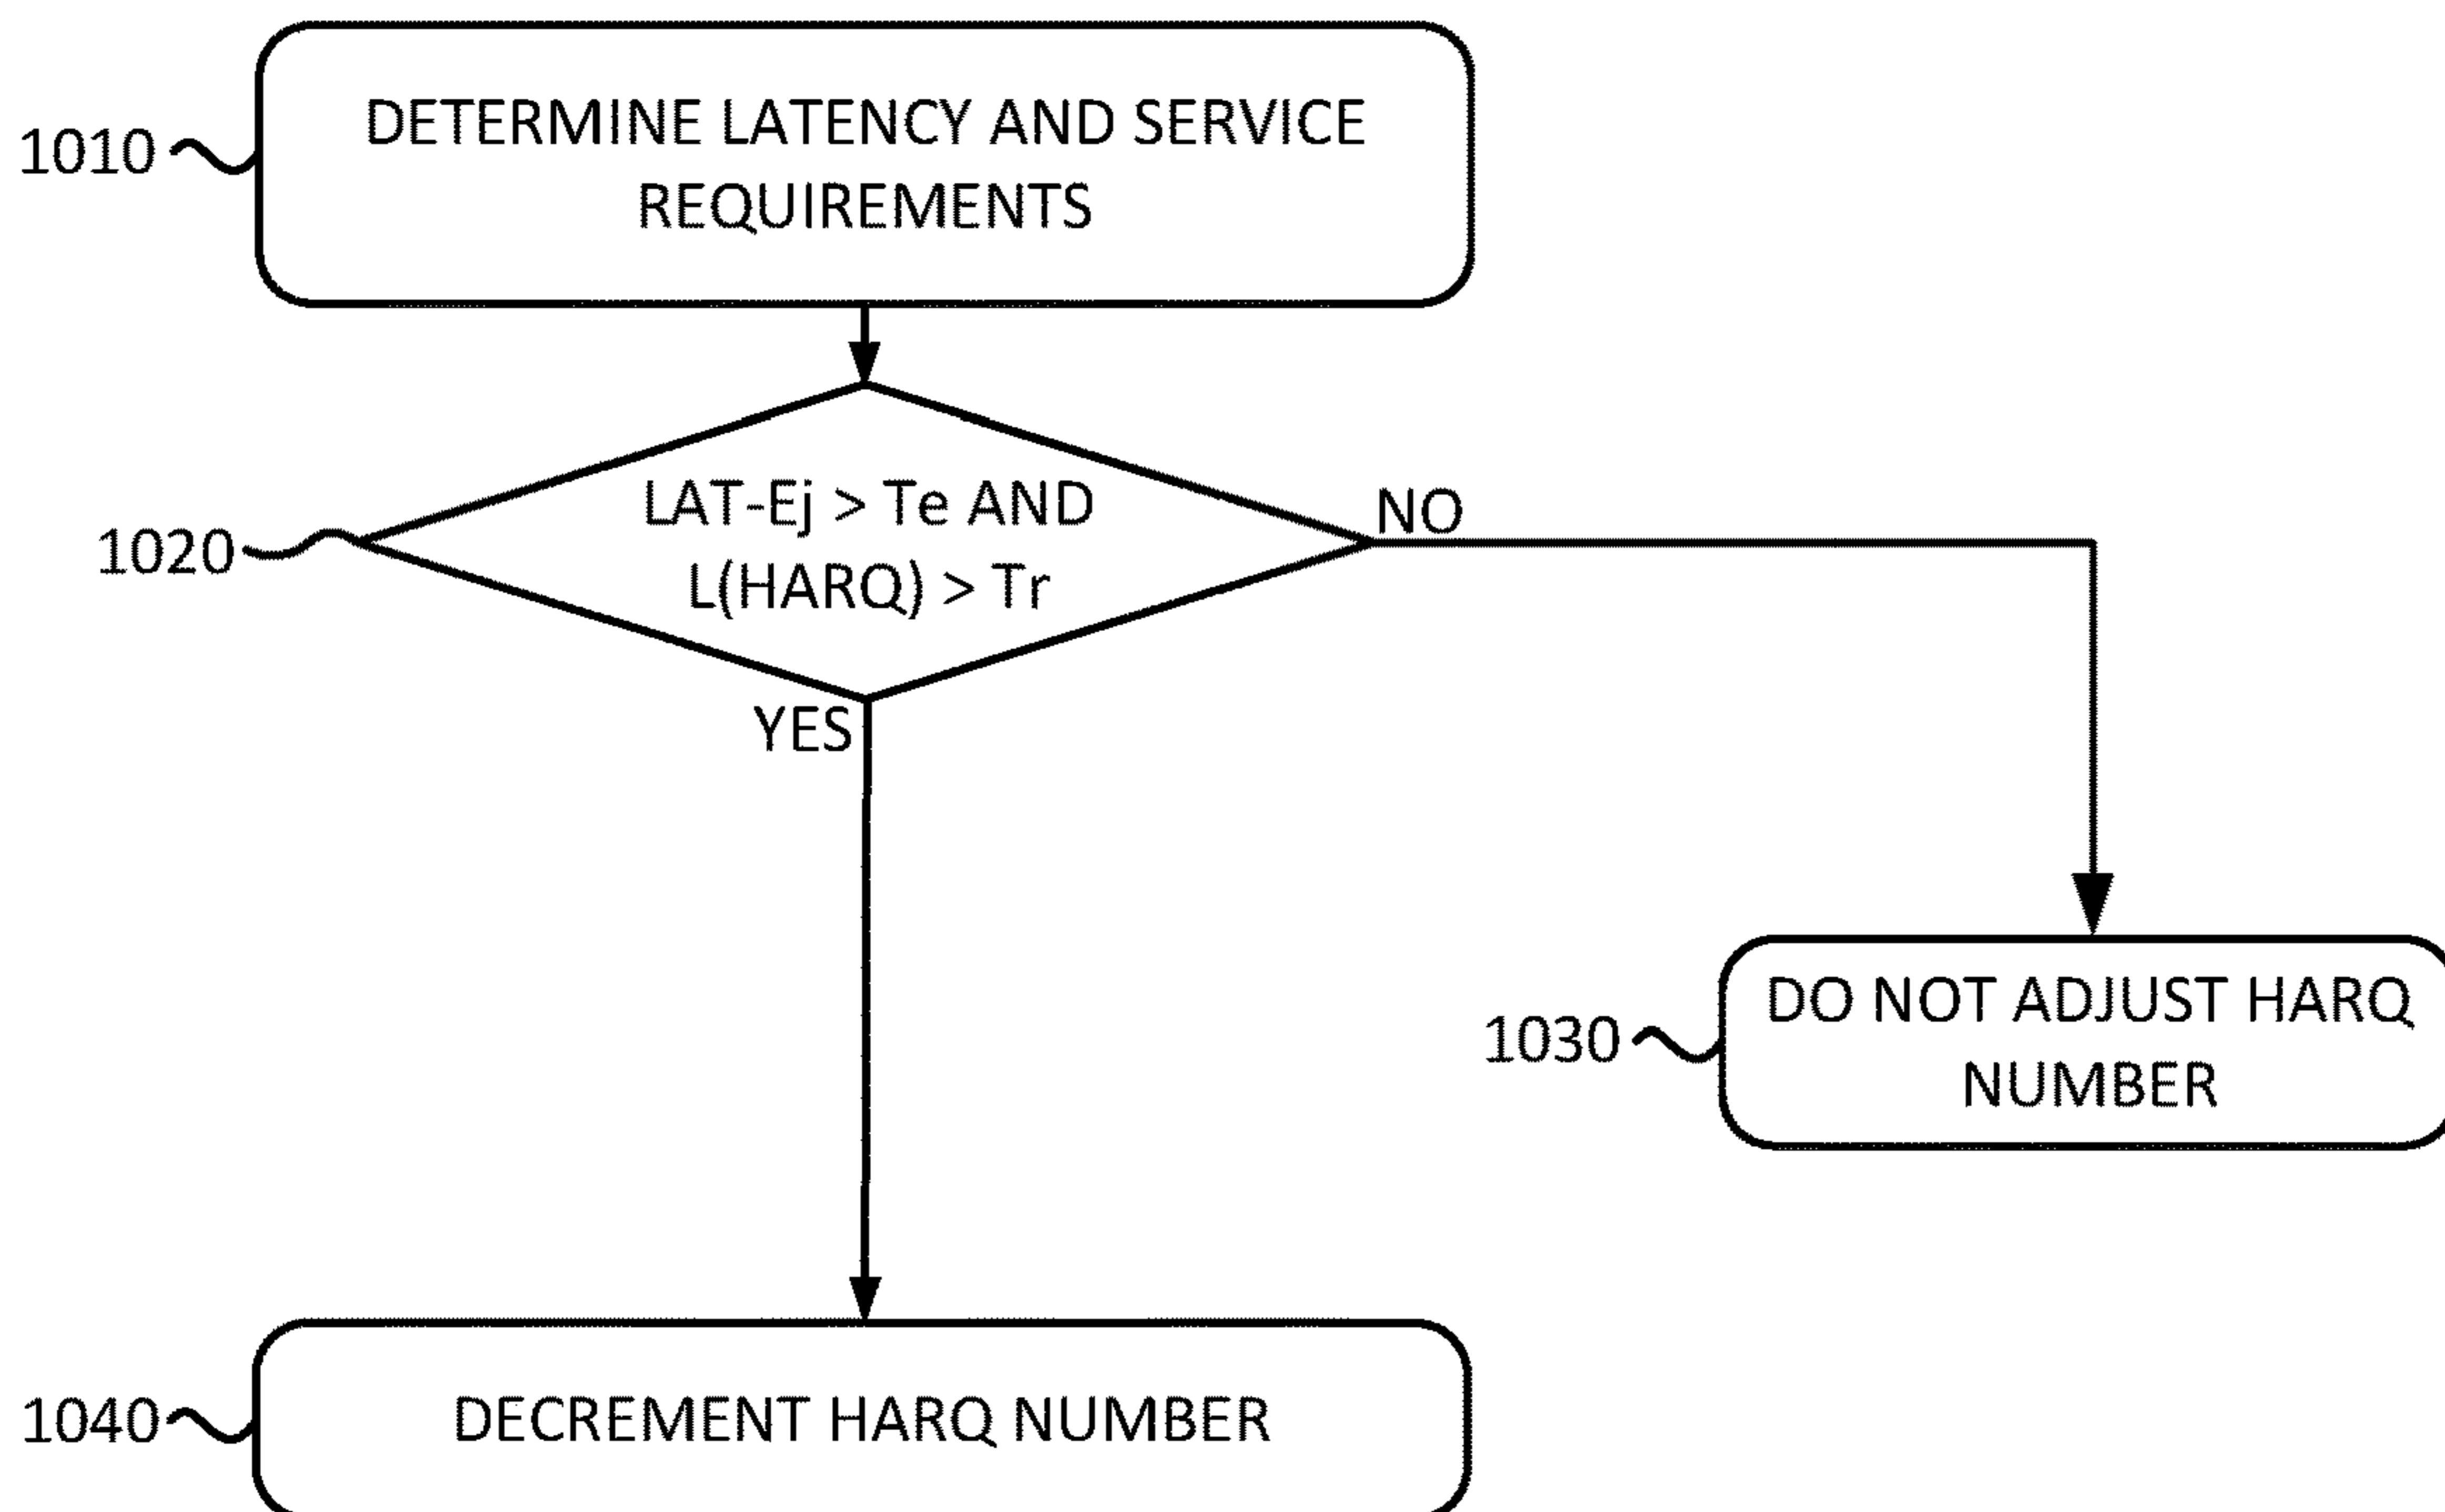 DETERMINE LATENCY AND SERVICE
1010
REQUIREMENTS
LAT-Ej > Te AND
NO
1020
L(HARQ) > Tr
YES
DO NOT ADJUST HARQ
1030
NUMBER
1040
DECREMENT HARQ NUMBER